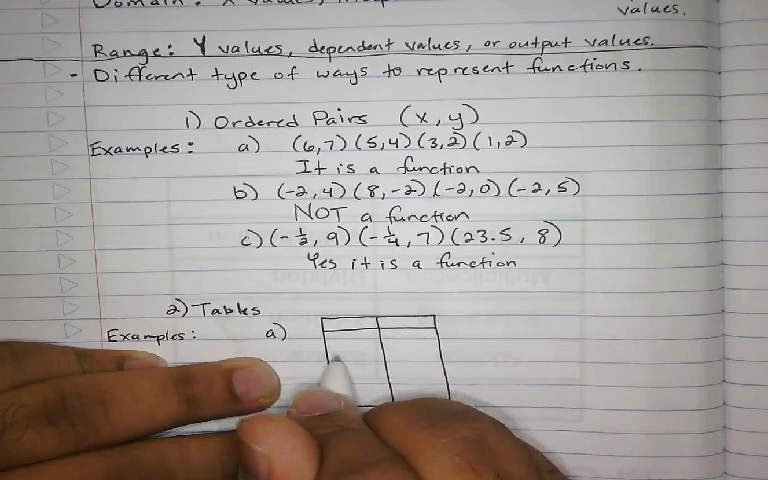 values.
Range: Y values, dependent values, or output values.
- Different type of ways to represent functions.
1) Ordered Pairs (x, y)
Examples: a) (6,7) (5,4) (3,2) (1,2)
It is a function
b) (-2, 4) (8, -2) (-2, 0) (-2, 5)
NOT a function
c) (-1/2, 9) (-1/4, 7) (23.5, 8)
Yes it is a function
2) Tables
Examples: a)